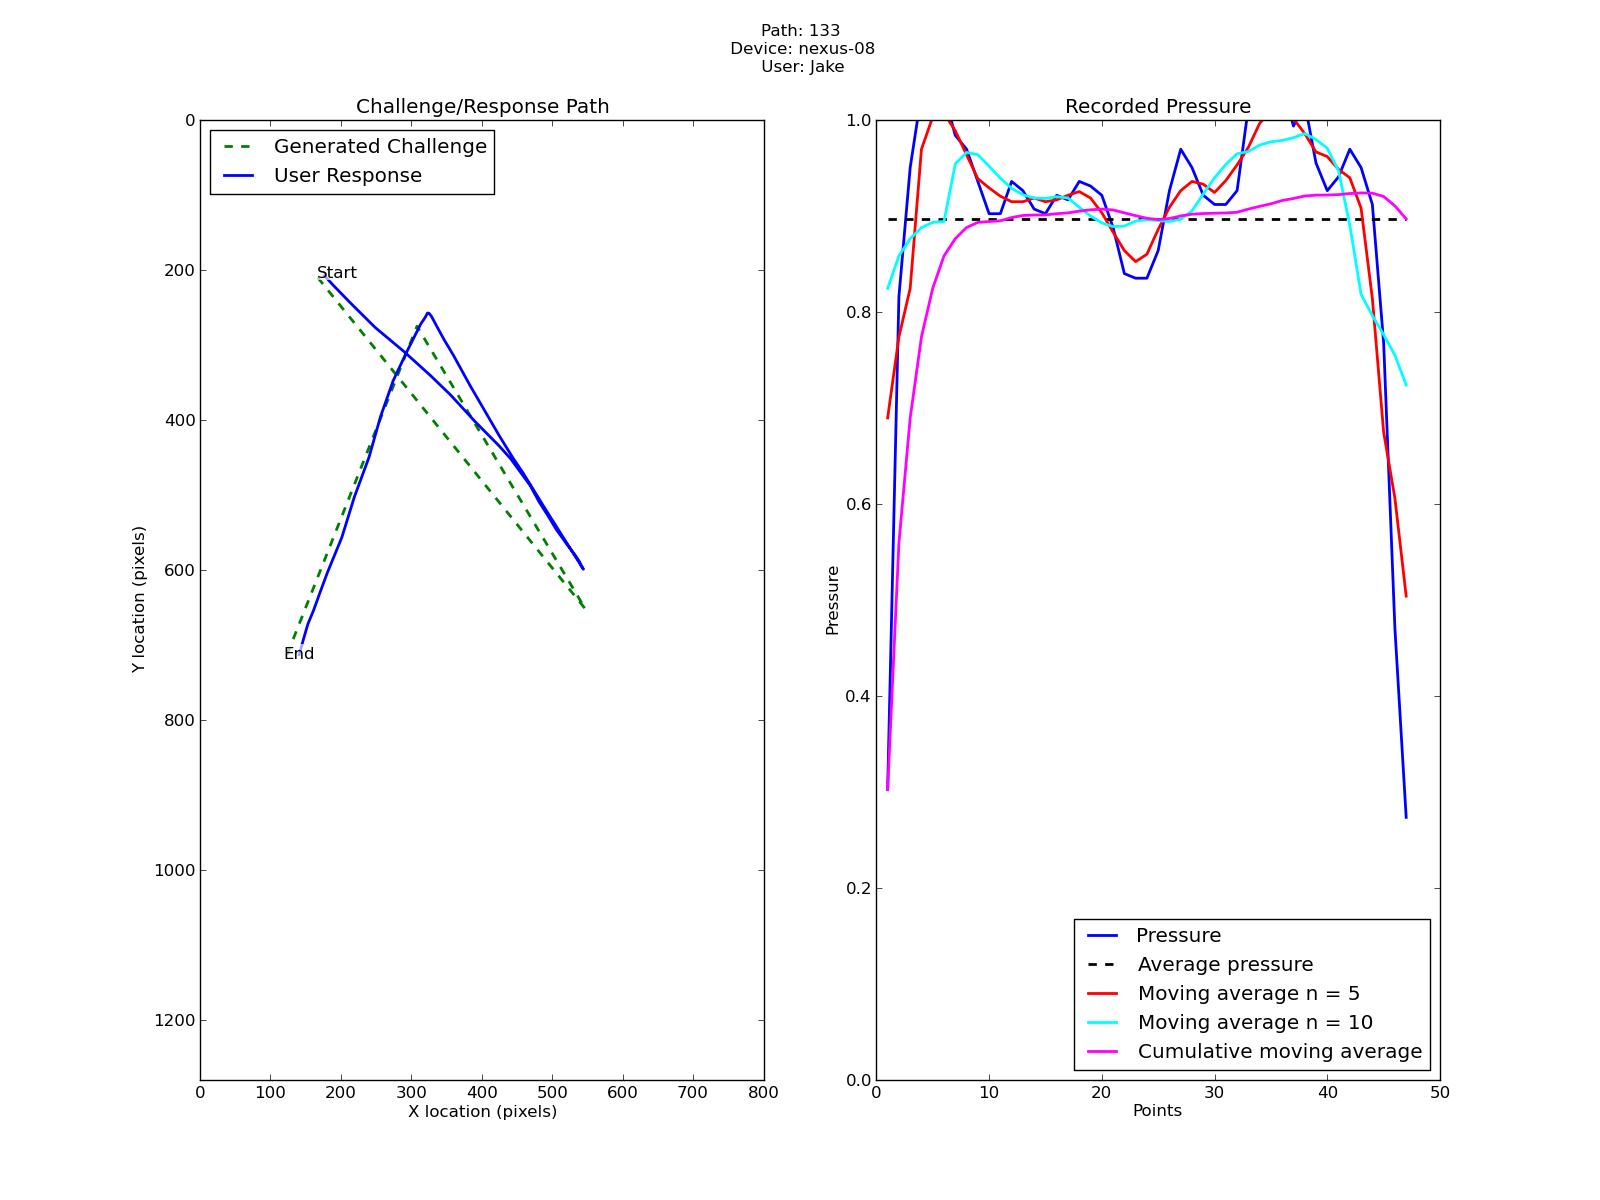 Path: 133
Device: nexus-08
User: Jake
Challenge/Response Path
0
200
400
600
800
1000
1200
Y location (pixels)
Generated Challenge
User Response
Start
End
0 100 200 300 400 500 600 700 800
X location (pixels)
Recorded Pressure
1.0
0.8
0.6
0.4
0.2
0.0
Pressure
Pressure
Average pressure
Moving average n = 5
Moving average n = 10
Cumulative moving average
0 10 20 30 40 50
Points